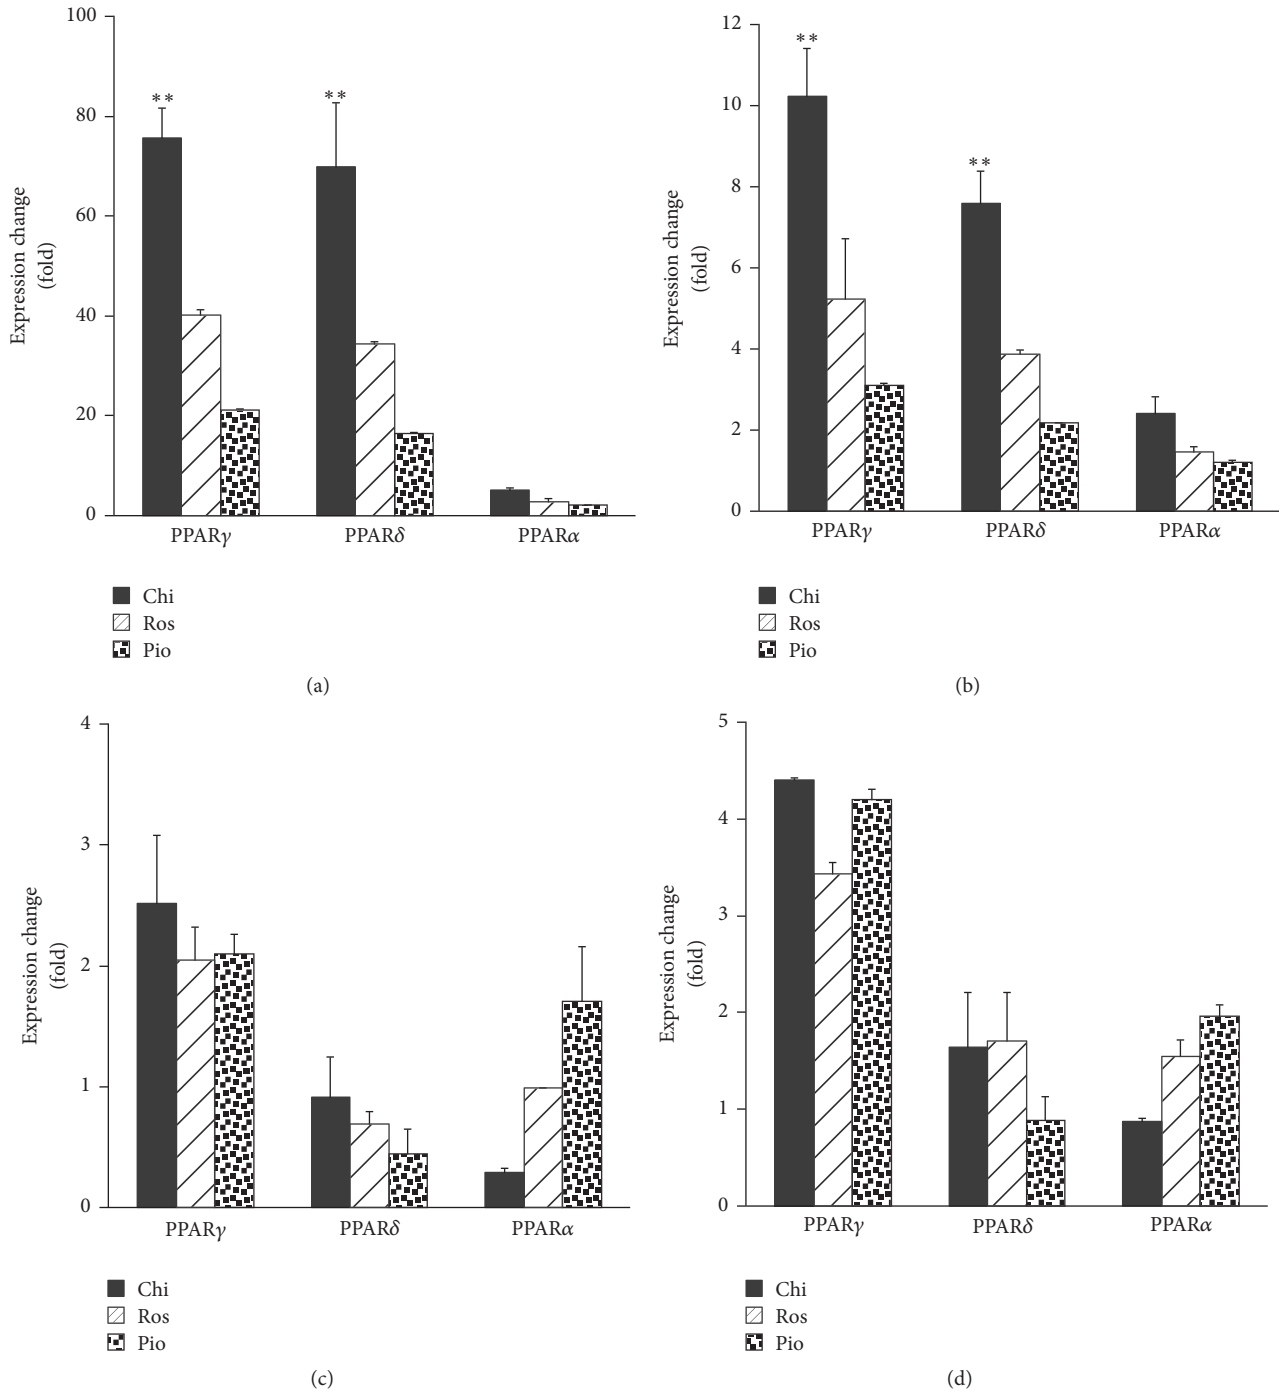 100
80
60
40
20
0
Expression change
(fold)
**
**
PPARγ
PPARδ
PPARα
Chi
Ros
Pio
(a)
12
10
8
6
4
2
0
Expression change
(fold)
**
**
PPARγ
PPARδ
PPARα
Chi
Ros
Pio
(b)
4
3
2
1
0
Expression change
(fold)
PPARγ
PPARδ
PPARα
Chi
Ros
Pio
(c)
5
4
3
2
1
0
Expression change
(fold)
PPARγ
PPARδ
PPARα
Chi
Ros
Pio
(d)